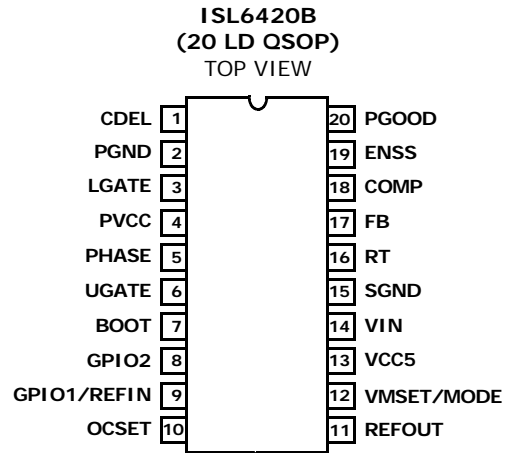 ISL6420B
(20 LD QSOP)
TOP VIEW
CDEL 1 20 PGOOD
PGND 2 19 ENSS
LGATE 3 18 COMP
PVCC 4 17 FB
PHASE 5 16 RT
UGATE 6 15 SGND
BOOT 7 14 VIN
GPIO2 8 13 VCC5
GPIO1/REFIN 9 12 VMSET/MODE
OCSET 10 11 REFOUT